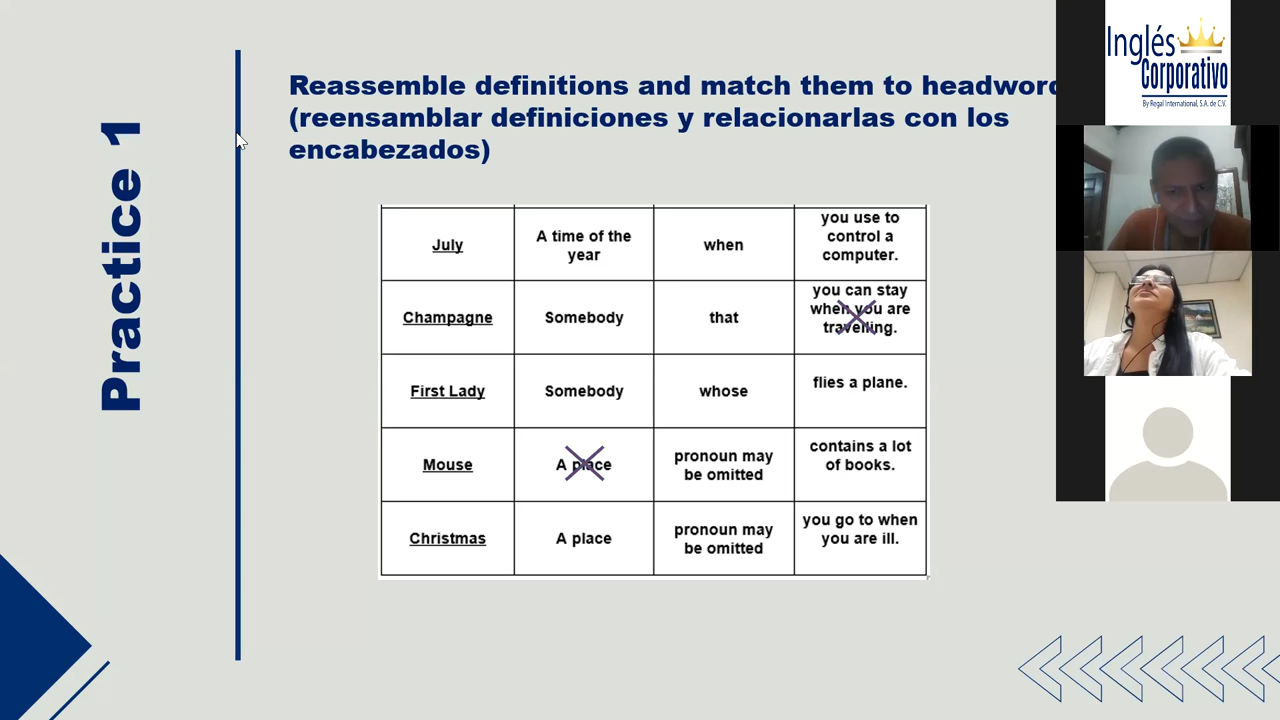 Practice 1
Reassemble definitions and match them to headword
(reensamblar definiciones y relacionarlas con los
encabezados)
July
A time of the
year
when
you use to
control a
computer.
Champagne
Somebody
that
you can stay
when you are
travelling.
First Lady
Somebody
whose
flies a plane.
Mouse
A place
pronoun may
be omitted
contains a lot
of books.
Christmas
A place
pronoun may
be omitted
you go to when
you are ill.
Inglés
Corporativo
By Regal International, S.A. de C.V.